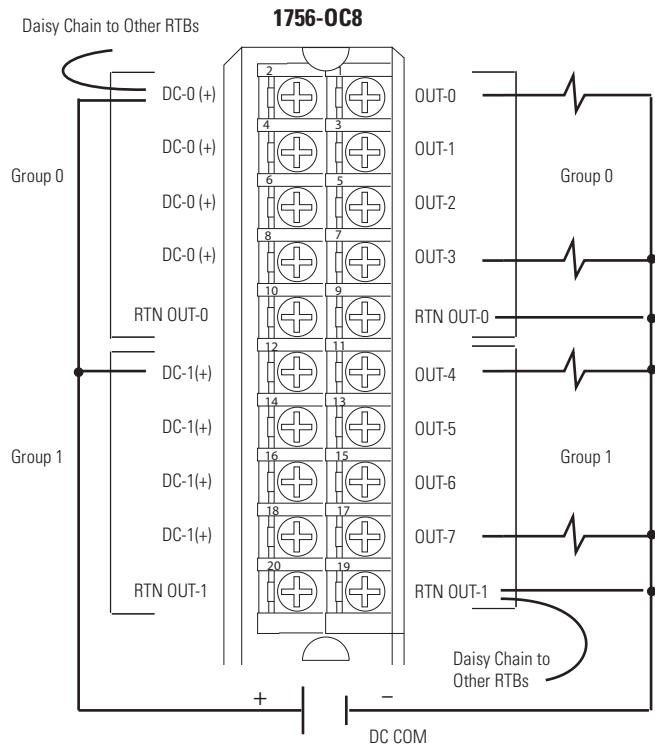 1756-OC8
Daisy Chain to Other RTBs
2 1
DC-0 (+) OUT-0
4 3
DC-0 (+) OUT-1
Group 0 Group 0
6 5
DC-0 (+) OUT-2
8 7
DC-0 (+) OUT-3
10 9
RTN OUT-0 RTN OUT-0
12 11
DC-1(+) OUT-4
14 13
DC-1(+) OUT-5
Group 1 Group 1
16 15
DC-1(+) OUT-6
18 17
DC-1(+) OUT-7
20 19
RTN OUT-1 RTN OUT-1
Daisy Chain to
Other RTBs
+ –
DC COM